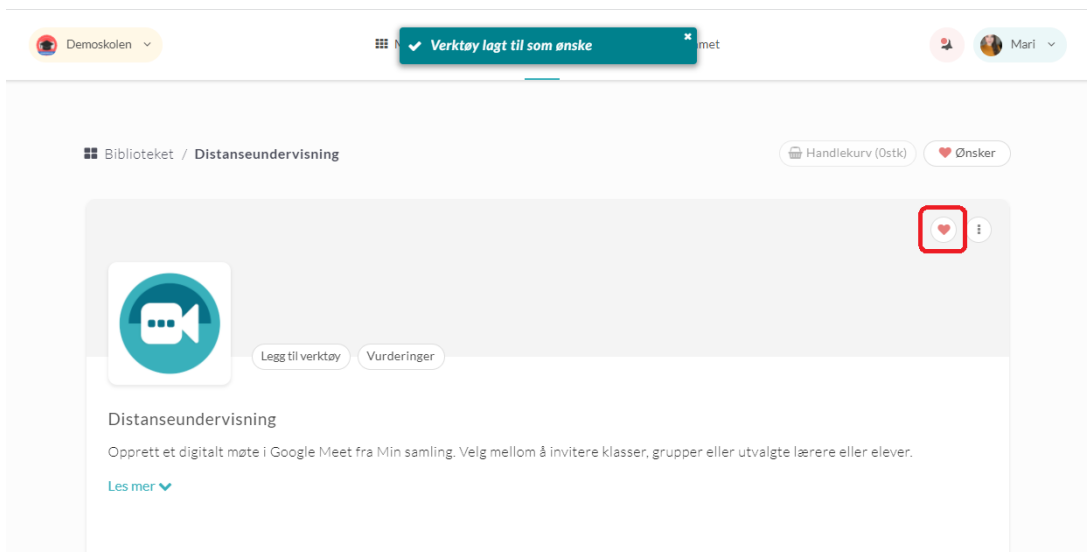 Demoskolen
Verktøy lagt til som ønske
Mari
Biblioteket / Distanseundervisning
Handlekurv (0stk)
Ønsker
Legg til verktøy
Vurderinger
Distanseundervisning
Opprett et digitalt møte i Google Meet fra Min samling. Velg mellom å invitere klasser, grupper eller utvalgte lærere eller elever.
Les mer